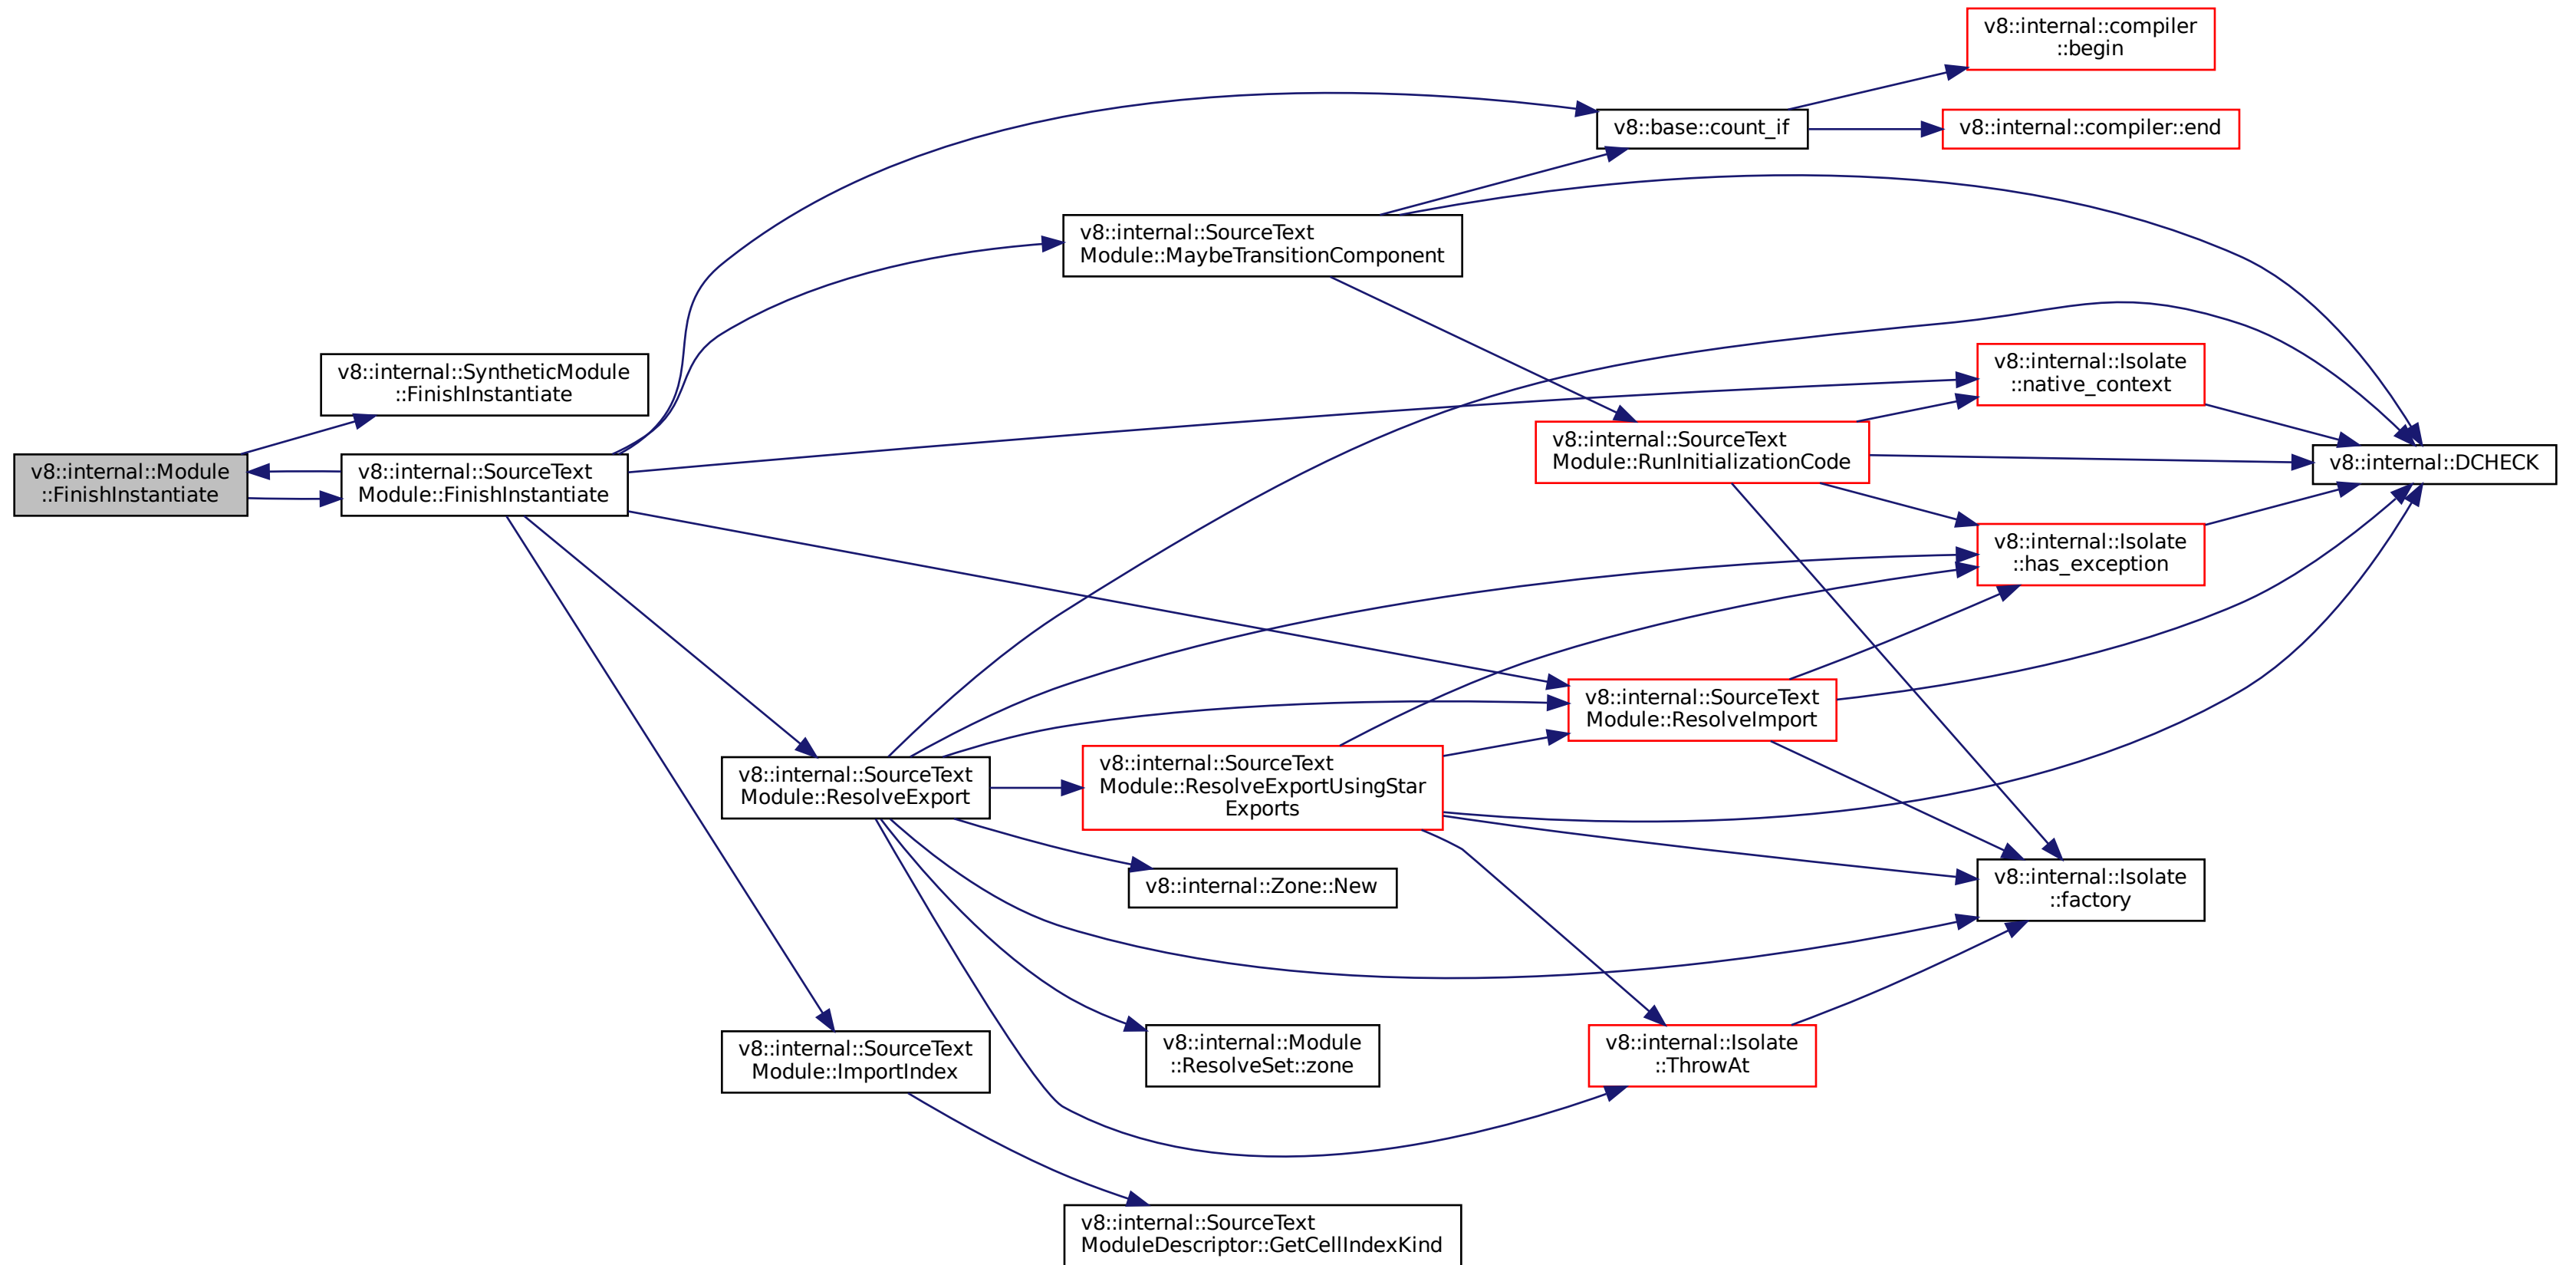 v8::internal::compiler
::begin
v8::base::count_if
v8::internal::compiler::end
v8::internal::SourceText
Module::MaybeTransitionComponent
v8::internal::SyntheticModule
::FinishInstantiate
v8::internal::Isolate
::native_context
v8::internal::SourceText
Module::RunInitializationCode
v8::internal::DCHECK
v8::internal::Module
::FinishInstantiate
v8::internal::SourceText
Module::FinishInstantiate
v8::internal::Isolate
::has_exception
v8::internal::SourceText
Module::ResolveImport
v8::internal::SourceText
Module::ResolveExport
v8::internal::SourceText
Module::ResolveExportUsingStar
Exports
v8::internal::Zone::New
v8::internal::Isolate
::factory
v8::internal::SourceText
Module::ImportIndex
v8::internal::Module
::ResolveSet::zone
v8::internal::Isolate
::ThrowAt
v8::internal::SourceText
ModuleDescriptor::GetCellIndexKind